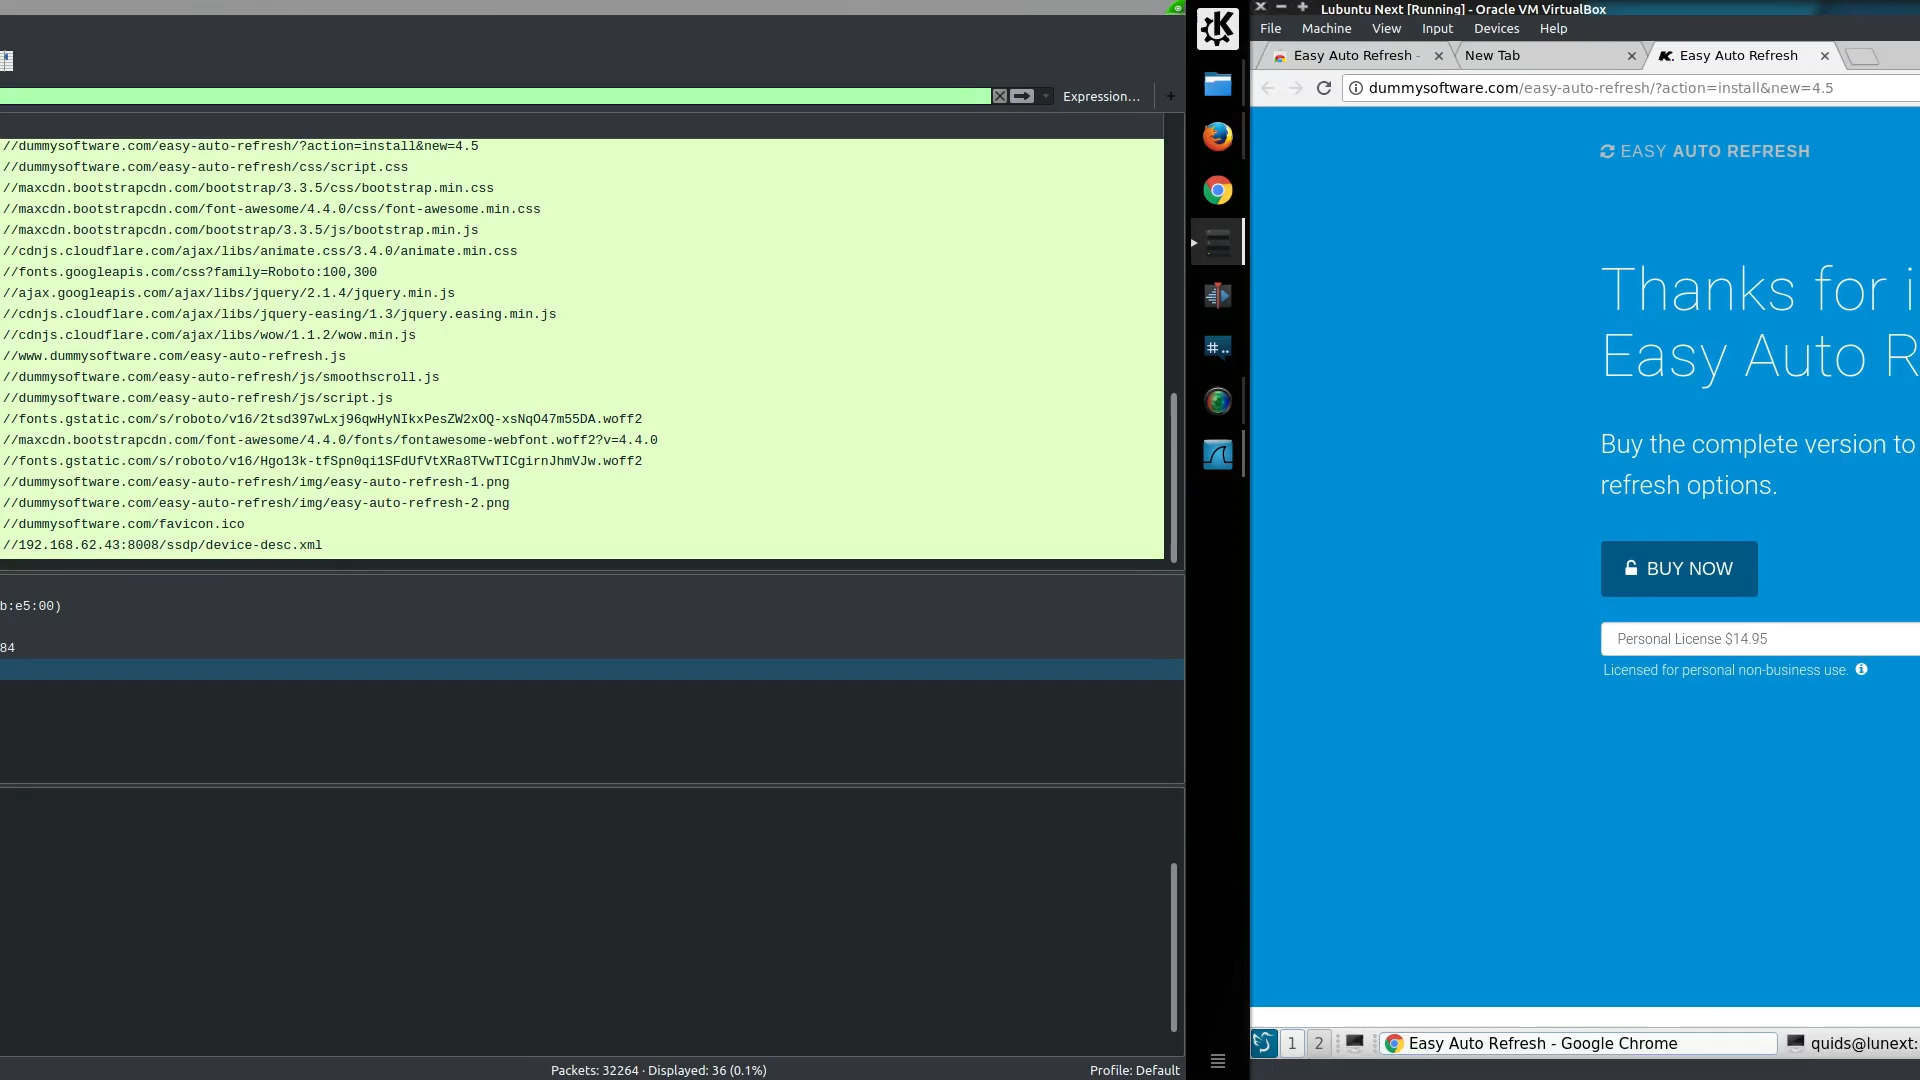 Expression...
+
//dummysoftware.com/easy-auto-refresh/?action=install&new=4.5
//dummysoftware.com/easy-auto-refresh/css/script.css
//maxcdn.bootstrapcdn.com/bootstrap/3.3.5/css/bootstrap.min.css
//maxcdn.bootstrapcdn.com/font-awesome/4.4.0/css/font-awesome.min.css
//maxcdn.bootstrapcdn.com/bootstrap/3.3.5/js/bootstrap.min.js
//cdnjs.cloudflare.com/ajax/libs/animate.css/3.4.0/animate.min.css
//fonts.googleapis.com/css?family=Roboto:100,300
//ajax.googleapis.com/ajax/libs/jquery/2.1.4/jquery.min.js
//cdnjs.cloudflare.com/ajax/libs/jquery-easing/1.3/jquery.easing.min.js
//cdnjs.cloudflare.com/ajax/libs/wow/1.1.2/wow.min.js
//www.dummysoftware.com/easy-auto-refresh.js
//dummysoftware.com/easy-auto-refresh/js/smoothscroll.js
//dummysoftware.com/easy-auto-refresh/js/script.js
//fonts.gstatic.com/s/roboto/v16/2tsd397wLxj96qwHyNIkxPesZW2xOQ-xsNqO47m55DA.woff2
//maxcdn.bootstrapcdn.com/font-awesome/4.4.0/fonts/fontawesome-webfont.woff2?v=4.4.0
//fonts.gstatic.com/s/roboto/v16/Hgo13k-tfSpn0qi1SFdUfVtXRa8TVwTICgirnJhmVJw.woff2
//dummysoftware.com/easy-auto-refresh/img/easy-auto-refresh-1.png
//dummysoftware.com/easy-auto-refresh/img/easy-auto-refresh-2.png
//dummysoftware.com/favicon.ico
//192.168.62.43:8008/ssdp/device-desc.xml
b:e5:00)
84
Packets: 32264 · Displayed: 36 (0.1%)
Profile: Default
Lubuntu Next [Running] - Oracle VM VirtualBox
File Machine View Input Devices Help
Easy Auto Refresh -
New Tab
K. Easy Auto Refresh
dummysoftware.com/easy-auto-refresh/?action=install&new=4.5
EASY AUTO REFRESH
Thanks for i
Easy Auto R
Buy the complete version to
refresh options.
BUY NOW
Personal License $14.95
Licensed for personal non-business use.
1 2
Easy Auto Refresh - Google Chrome
quids@lunext: